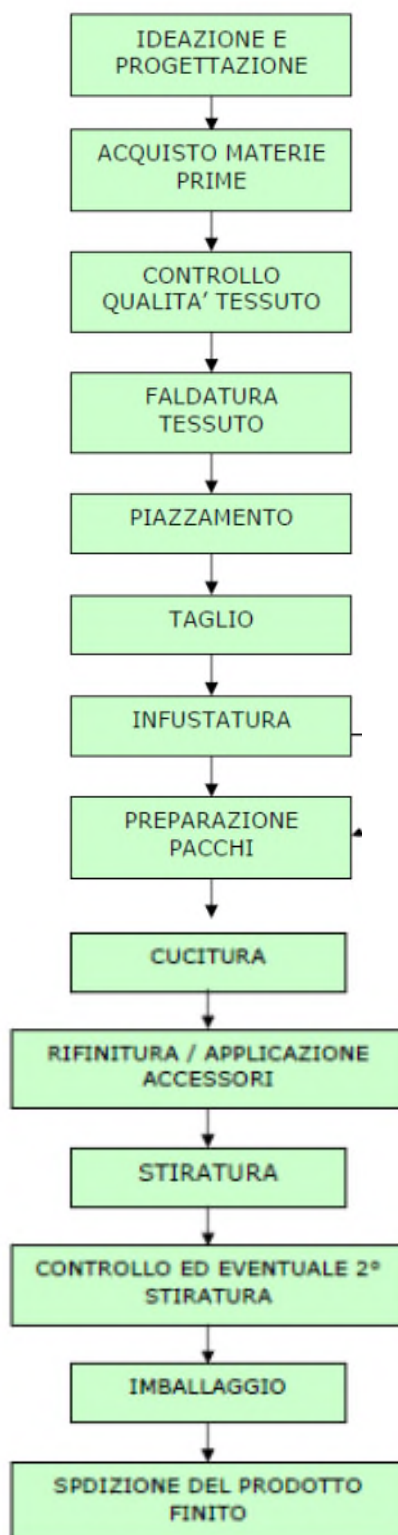 IDEAZIONE E
PROGETTAZIONE
ACQUISTO MATERIE
PRIME
CONTROLLO
QUALITA’ TESSUTO
FALDATURA
TESSUTO
PIAZZAMENTO
TAGLIO
INFUSTATURA
PREPARAZIONE
PACCHI
CUCITURA
RIFINITURA / APPLICAZIONE
ACCESSORI
STIRATURA
CONTROLLO ED EVENTUALE 2°
STIRATURA
IMBALLAGGIO
SPDIZIONE DEL PRODOTTO
FINITO